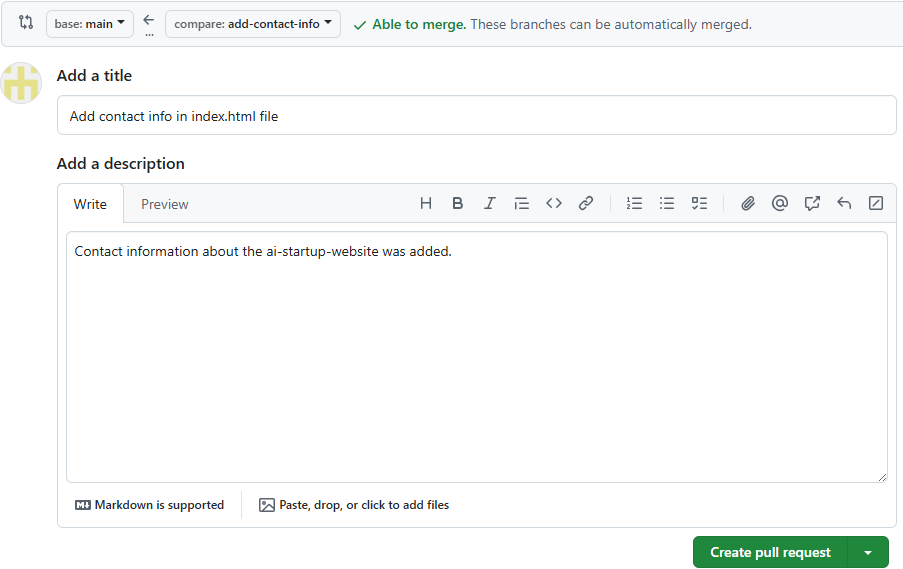 base: main ← compare: add-contact-info ✓ Able to merge. These branches can be automatically merged.
...
Add a title
Add contact info in index.html file
Add a description
Write Preview H B I
Contact information about the ai-startup-website was added.
Markdown is supported Paste, drop, or click to add files
Create pull request